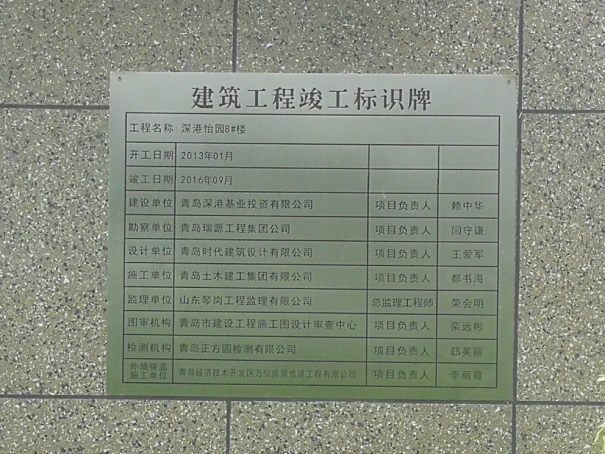 建筑工程竣工标识牌
工程名称: 深港怡园8#楼
开工日期 2013年01月
竣工日期 2016年09月
建设单位 青岛深港基业投资有限公司 项目负责人 赖中华
勘察单位 青岛瑞源工程集团公司 项目负责人 闫守谦
设计单位 青岛时代建筑设计有限公司 项目负责人 王爱军
施工单位 青岛土木建工集团有限公司 项目负责人 都书海
监理单位 山东琴岗工程监理有限公司 总监理工程师 荣会明
图审机构 青岛市建设工程施工图设计审查中心 项目负责人 栾远彬
检测机构 青岛正方圆检测有限公司 项目负责人 郄英丽
外墙保温
施工单位 青岛经济技术开发区万信房屋修建工程有限公司 项目负责人 李丽霞